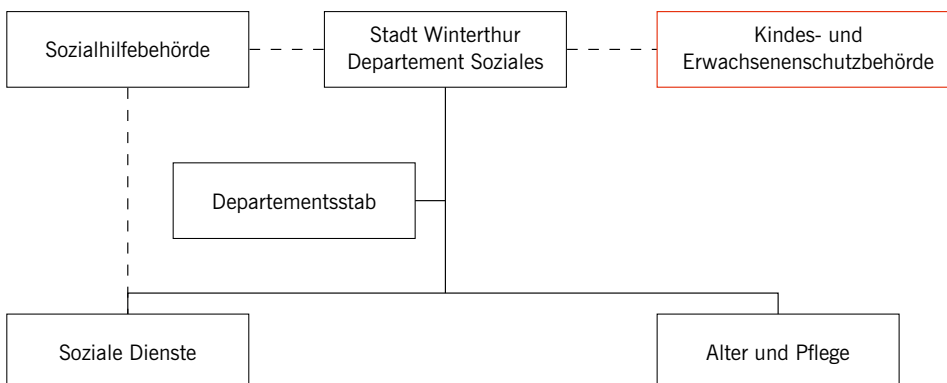 Sozialhilfebehörde
Stadt Winterthur
Departement Soziales
Kindes- und
Erwachsenenschutzbehörde
Departementsstab
Soziale Dienste
Alter und Pflege